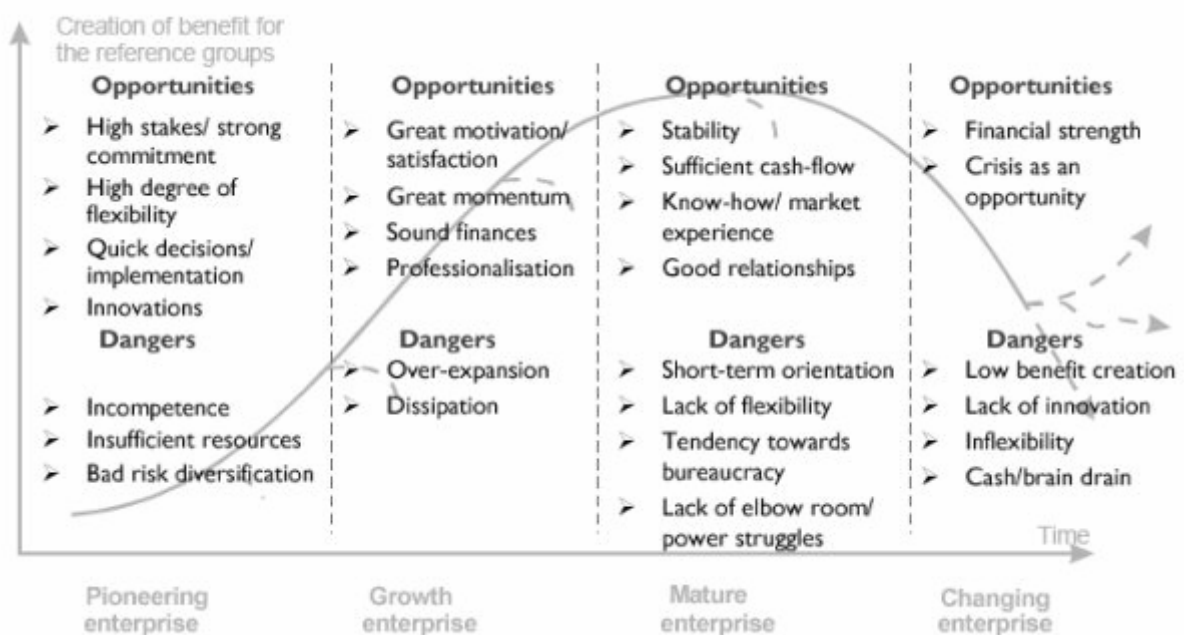 Creation of benefit for
the reference groups
Opportunities
High stakes/ strong
commitment
High degree of
flexibility
Quick decisions/
implementation
Innovations
Dangers
Incompetence
Insufficient resources
Bad risk diversification
Opportunities
Great motivation/
satisfaction
Great momentum
Sound finances
Professionalisation
Dangers
Over-expansion
Dissipation
Opportunities
Stability
Sufficient cash-flow
Know-how/ market
experience
Good relationships
Dangers
Short-term orientation
Lack of flexibility
Tendency towards
bureaucracy
Lack of elbow room/
power struggles
Opportunities
Financial strength
Crisis as an
opportunity
Dangers
Low benefit creation
Lack of innovation
Inflexibility
Cash/brain drain
Time
Pioneering
enterprise
Growth
enterprise
Mature
enterprise
Changing
enterprise